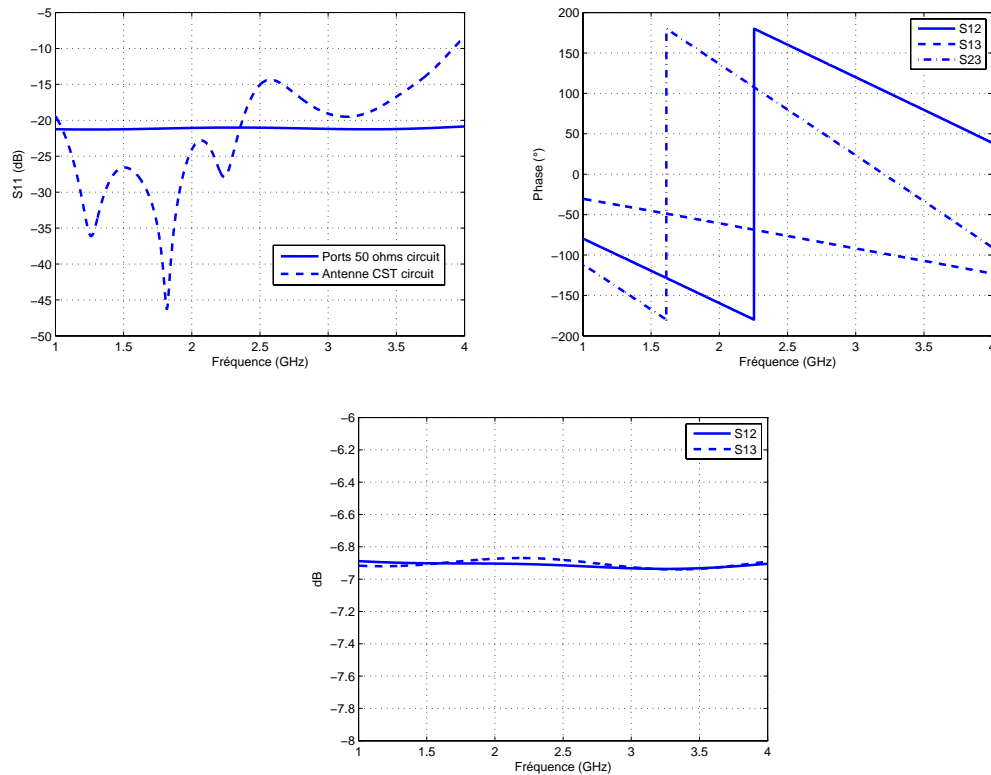 −5
−10
−15
−20
−25
−30
−35
−40
−45
−50
S11 (dB)
1 1.5 2 2.5 3 3.5 4
Fréquence (GHz)
Ports 50 ohms circuit
Antenne CST circuit
200
150
100
50
0
−50
−100
−150
−200
Phase (°)
1 1.5 2 2.5 3 3.5 4
Fréquence (GHz)
S12
S13
S23
−6
−6.2
−6.4
−6.6
−6.8
−7
−7.2
−7.4
−7.6
−7.8
−8
dB
1 1.5 2 2.5 3 3.5 4
Fréquence (GHz)
S12
S13